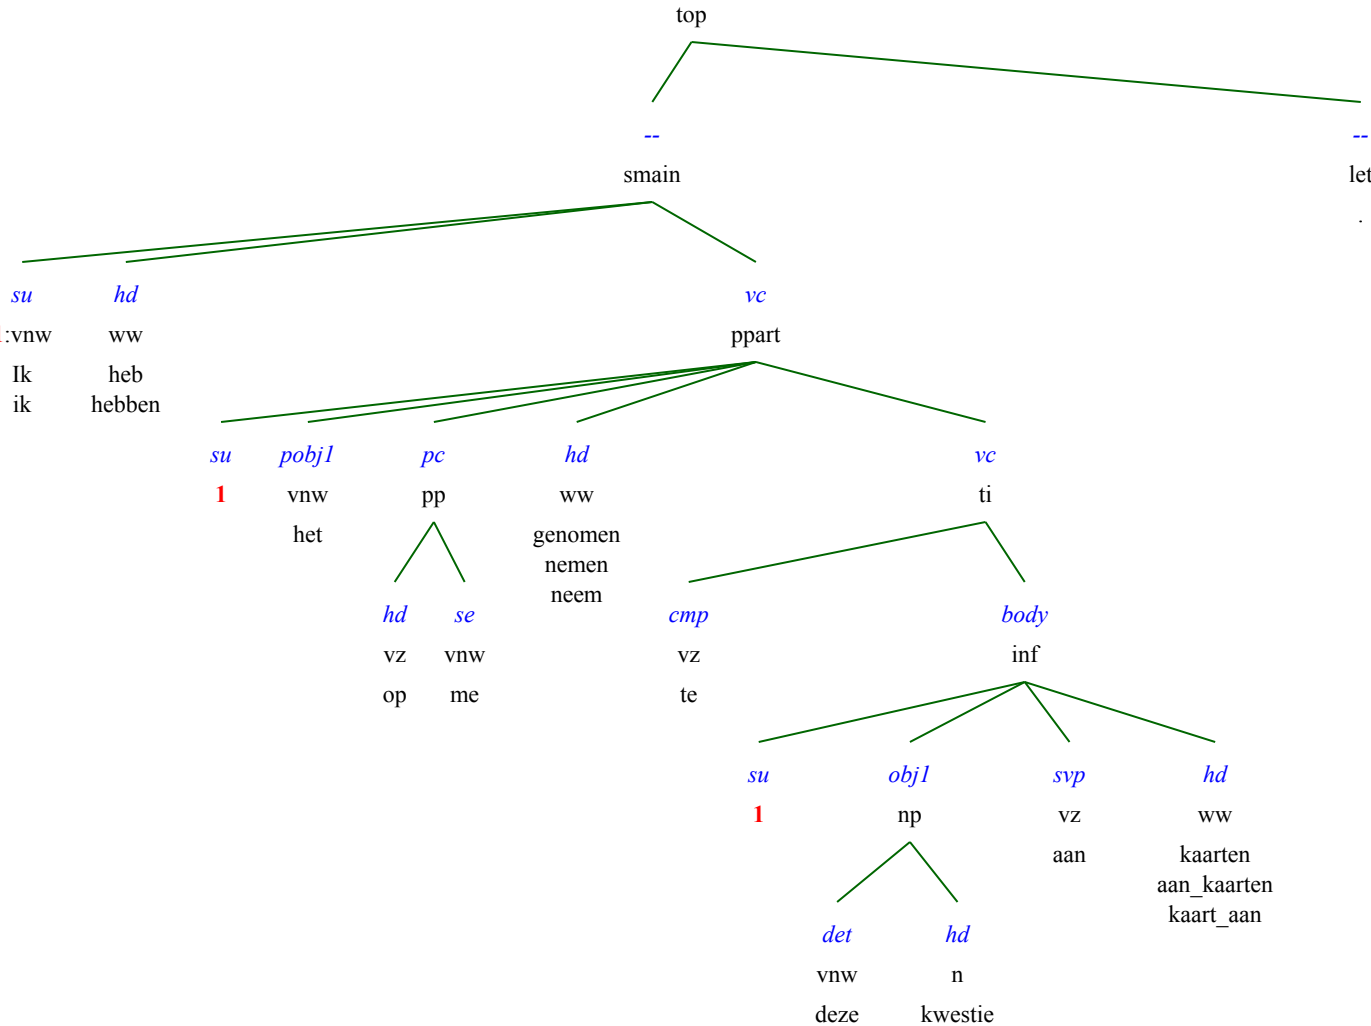 top
-- --
smain let
.
su hd vc
:vnw ww ppart
Ik heb
ik hebben
su pobj1 pc hd vc
1 vnw pp ww ti
het genomen
nemen
neem
hd se cmp body
vz vnw vz inf
op me te
su obj1 svp hd
1 np vz ww
aan kaarten
aan_kaarten
kaart_aan
det hd
vnw n
deze kwestie